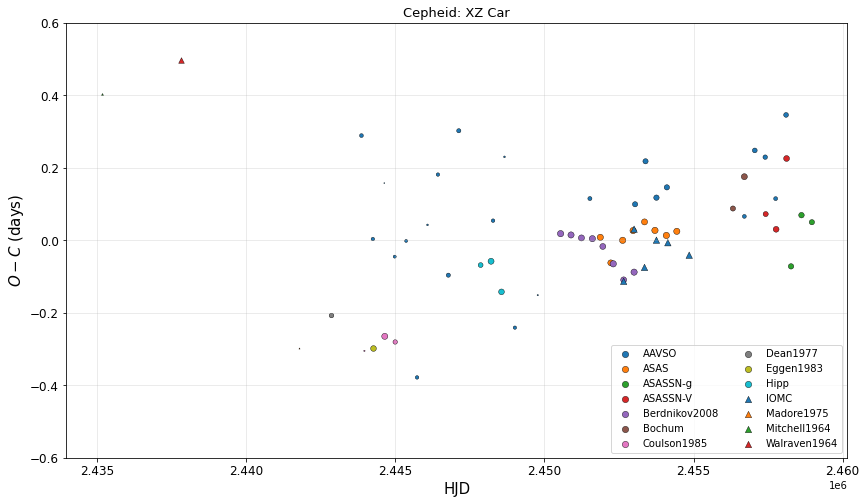 Cepheid: XZ Car
0.6
0.4
0.2
0.0
−0.2
−0.4
−0.6
O − C (days)
AAVSO
ASAS
ASASSN-g
ASASSN-V
Berdnikov2008
Bochum
Coulson1985
Dean1977
Eggen1983
Hipp
IOMC
Madore1975
Mitchell1964
Walraven1964
2.435 2.440 2.445 2.450 2.455 2.460
1e6
HJD